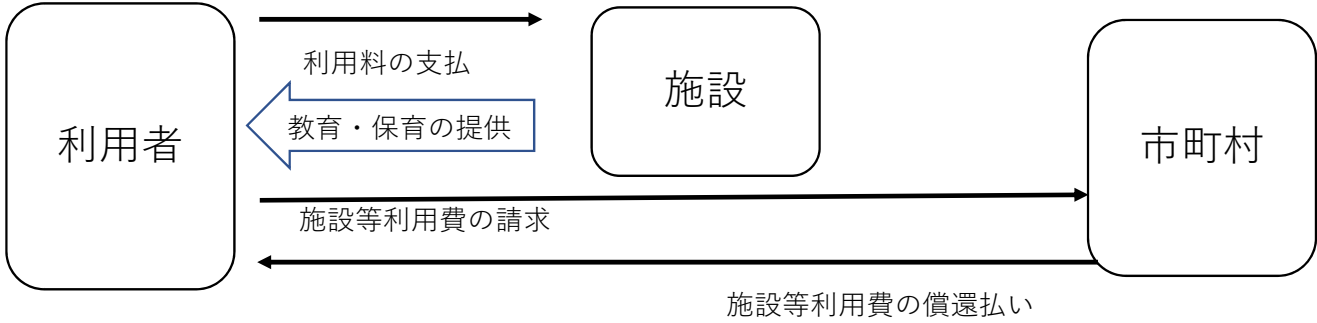 利用料の支払
施設
教育・保育の提供
利用者
市町村
施設等利用費の請求
施設等利用費の償還払い